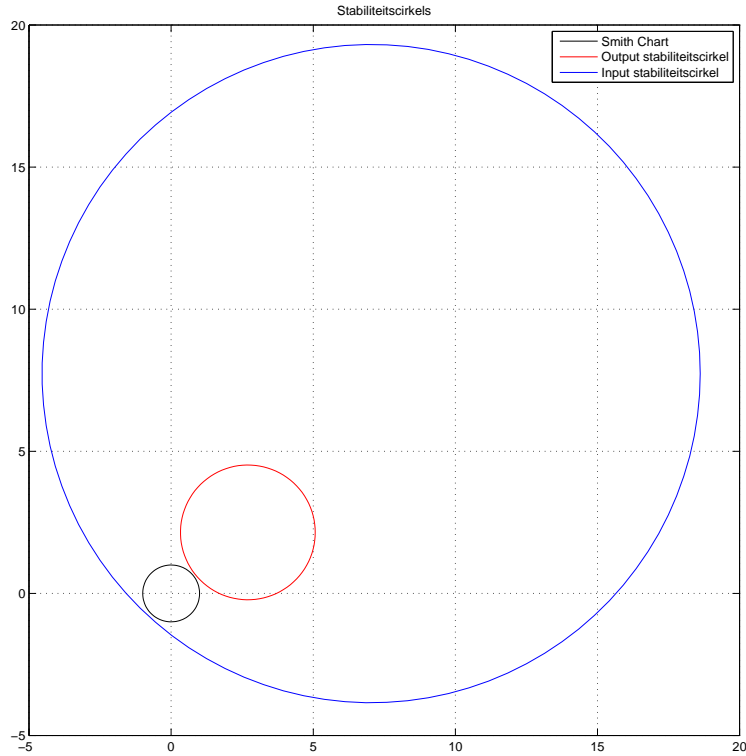 Stabiliteitscirkels
Smith Chart
Output stabiliteitscirkel
Input stabiliteitscirkel
20
15
10
5
0
−5
−5 0 5 10 15 20